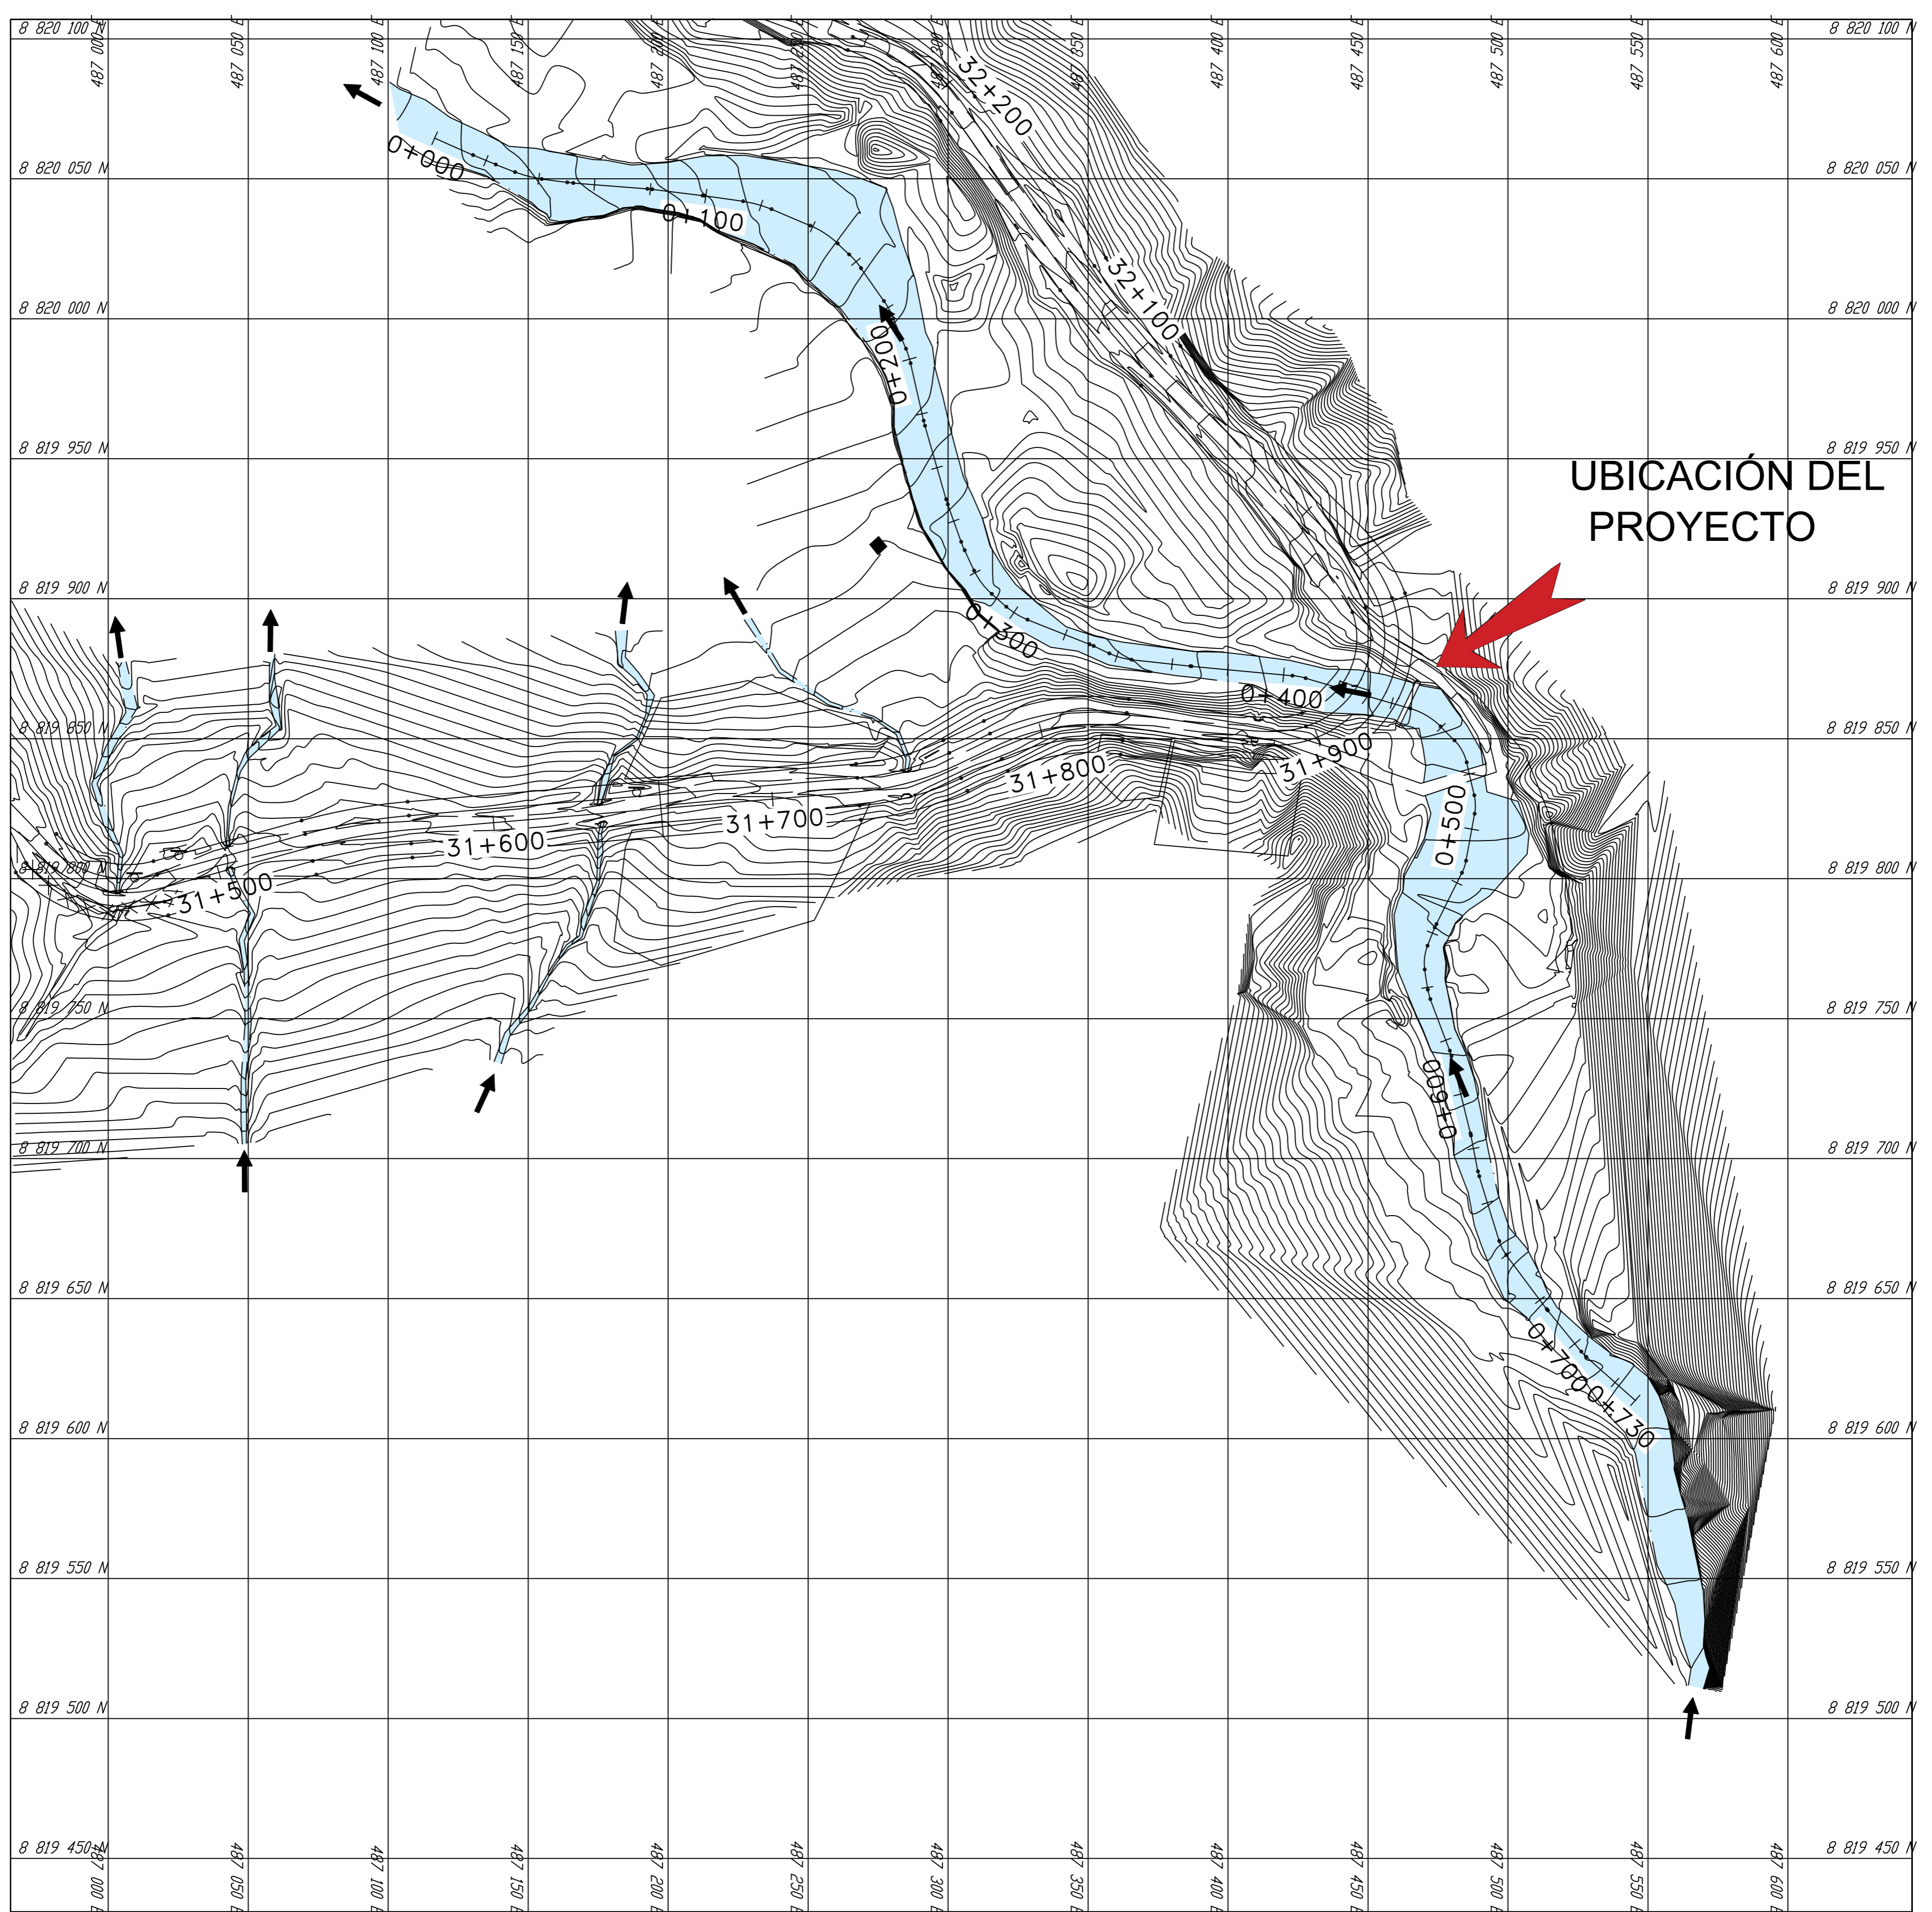 8 820 100 N
487 000 E
487 050 E
487 100 E
487 150 E
487 200 E
487 250 E
487 300 E
487 350 E
487 400 E
487 450 E
487 500 E
487 550 E
487 600 E
8 820 100 N
32+200
0+000
8 820 050 N
8 820 050 N
0+100
32+100
8 820 000 N
8 820 000 N
0+200
8 819 950 N
8 819 950 N
UBICACIÓN DEL
PROYECTO
8 819 900 N
8 819 900 N
0+300
0+400
8 819 850 N
8 819 850 N
31+900
31+800
31+700
31+600
0+500
8 819 800 N
8 819 800 N
31+500
8 819 750 N
8 819 750 N
0+600
8 819 700 N
8 819 700 N
8 819 650 N
8 819 650 N
0+700
0+730
8 819 600 N
8 819 600 N
8 819 550 N
8 819 550 N
8 819 500 N
8 819 500 N
8 819 450 N
8 819 450 N
487 000 E
487 050 E
487 100 E
487 150 E
487 200 E
487 250 E
487 300 E
487 350 E
487 400 E
487 450 E
487 500 E
487 550 E
487 600 E